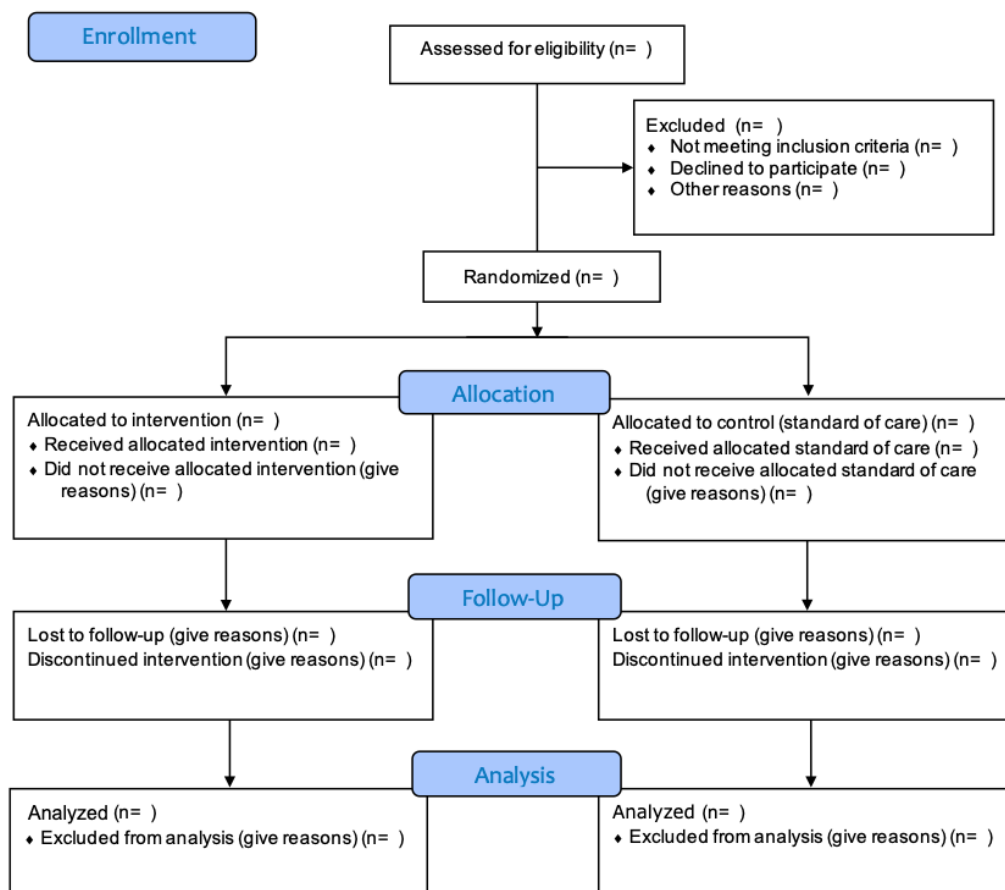 Enrollment
Assessed for eligibility (n=  )
Excluded  (n=  )
♦ Not meeting inclusion criteria (n=  )
♦ Declined to participate (n=  )
♦ Other reasons (n=  )
Randomized (n=  )
Allocation
Allocated to intervention (n=  )
♦ Received allocated intervention (n=  )
♦ Did not receive allocated intervention (give
reasons) (n=  )
Allocated to control (standard of care) (n=  )
♦ Received allocated standard of care (n=  )
♦ Did not receive allocated standard of care
(give reasons) (n=  )
Follow-Up
Lost to follow-up (give reasons) (n=  )
Discontinued intervention (give reasons) (n=  )
Lost to follow-up (give reasons) (n=  )
Discontinued intervention (give reasons) (n=  )
Analysis
Analyzed (n=  )
♦ Excluded from analysis (give reasons) (n=  )
Analyzed (n=  )
♦ Excluded from analysis (give reasons) (n=  )